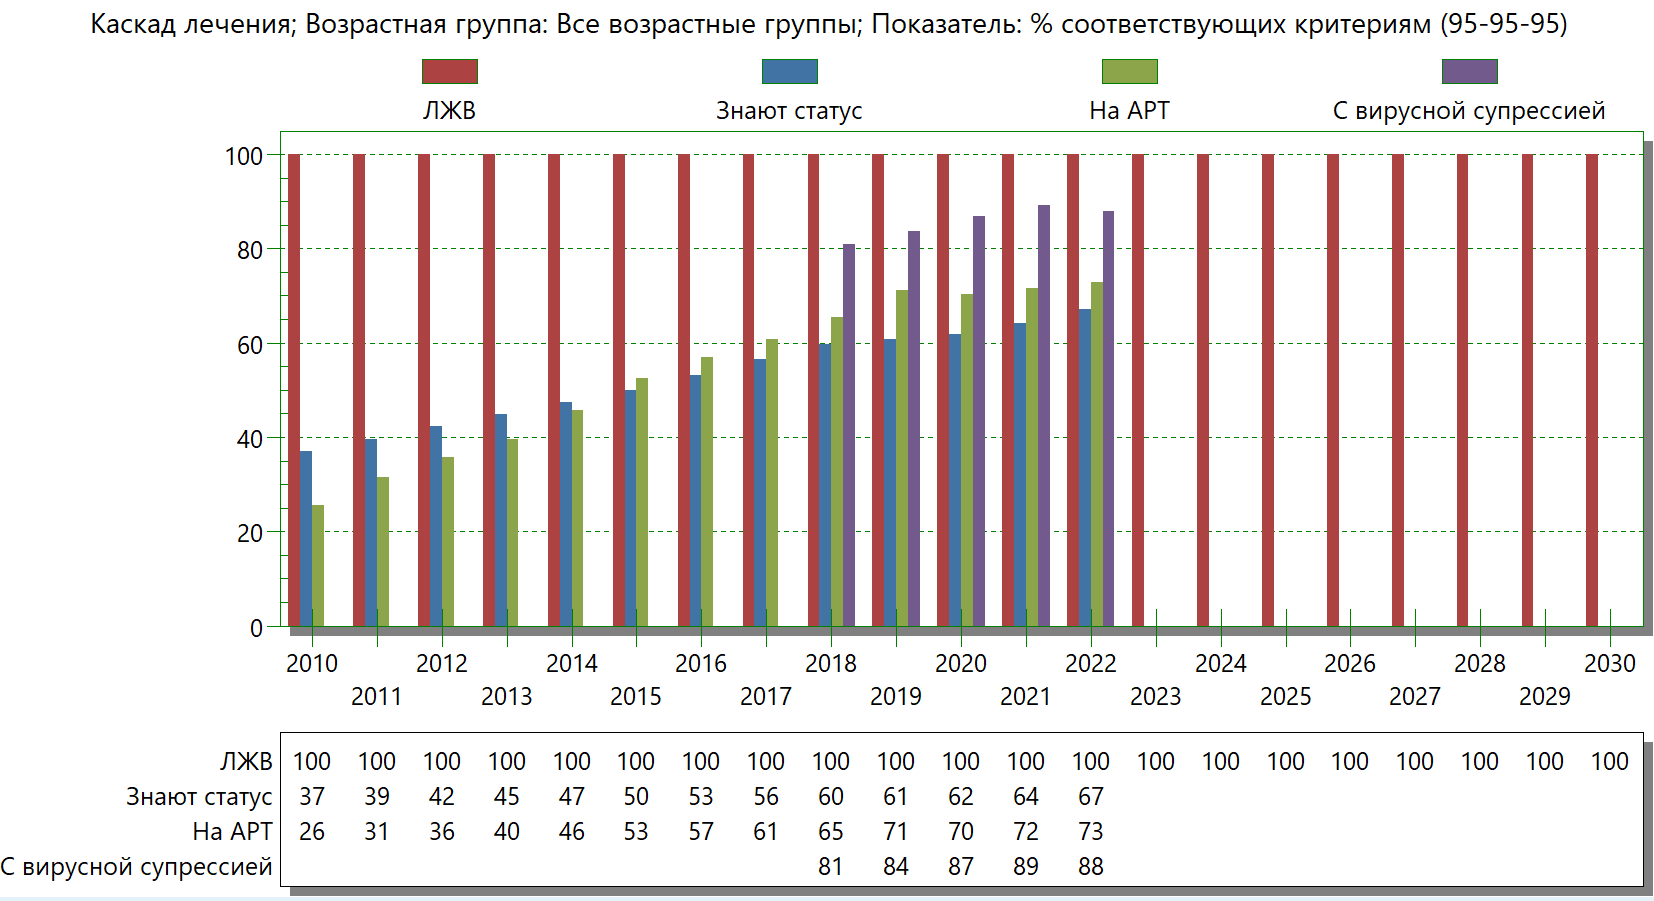 Каскад лечения; Возрастная группа: Все возрастные группы; Показатель: % соответствующих критериям (95-95-95)
ЛЖВ Знают статус На АРТ С вирусной супрессией
100
80
60
40
20
0
2010 2012 2014 2016 2018 2020 2022 2024 2026 2028 2030
2011 2013 2015 2017 2019 2021 2023 2025 2027 2029
ЛЖВ 100 100 100 100 100 100 100 100 100 100 100 100 100 100 100 100 100 100 100 100 100
Знают статус 37 39 42 45 47 50 53 56 60 61 62 64 67
На АРТ 26 31 36 40 46 53 57 61 65 71 70 72 73
С вирусной супрессией 81 84 87 89 88